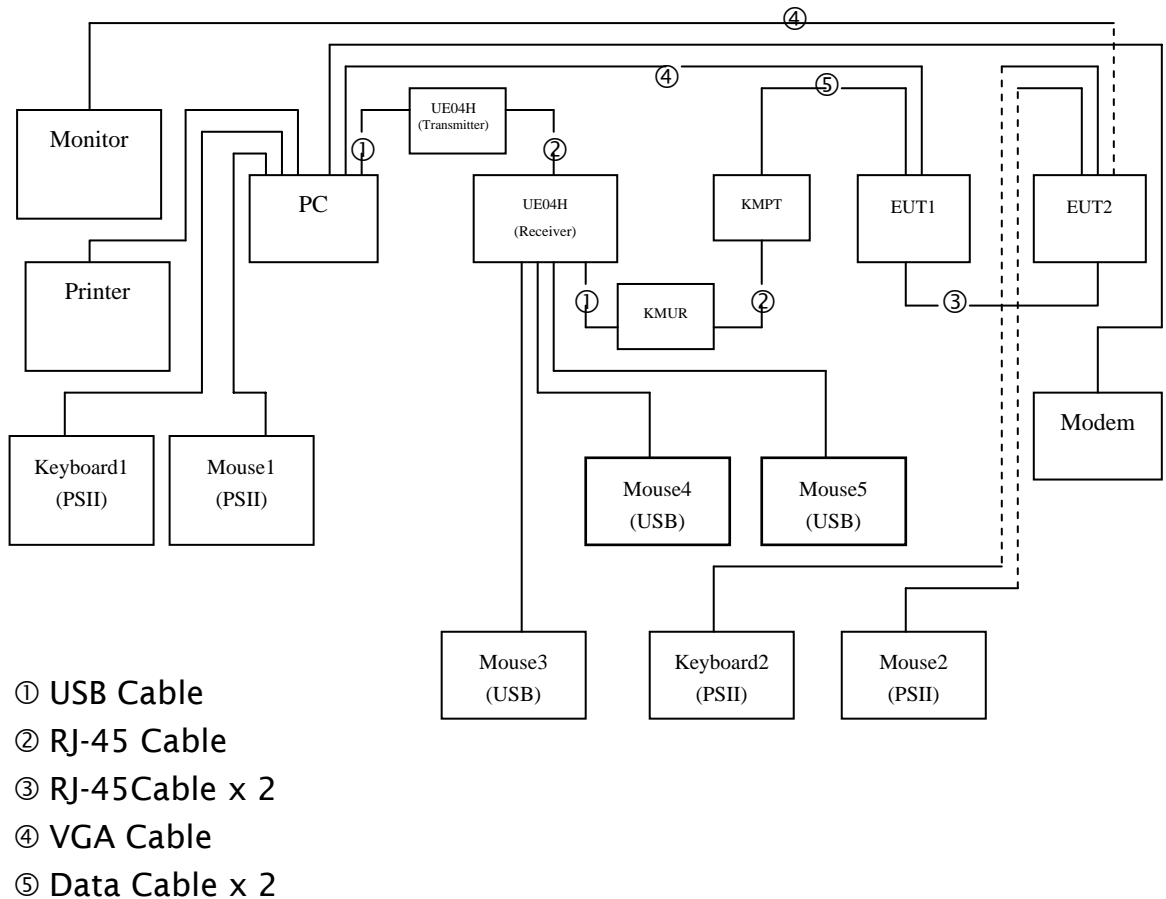 ④
④
⑤
UE04H
(Transmitter)
Monitor
①
②
PC
UE04H
(Receiver)
KMPT
EUT1
EUT2
Printer
①
KMUR
②
③
Modem
Keyboard1
(PSII)
Mouse1
(PSII)
Mouse4
(USB)
Mouse5
(USB)
Mouse3
(USB)
Keyboard2
(PSII)
Mouse2
(PSII)
① USB Cable
② RJ-45 Cable
③ RJ-45Cable x 2
④ VGA Cable
⑤ Data Cable x 2